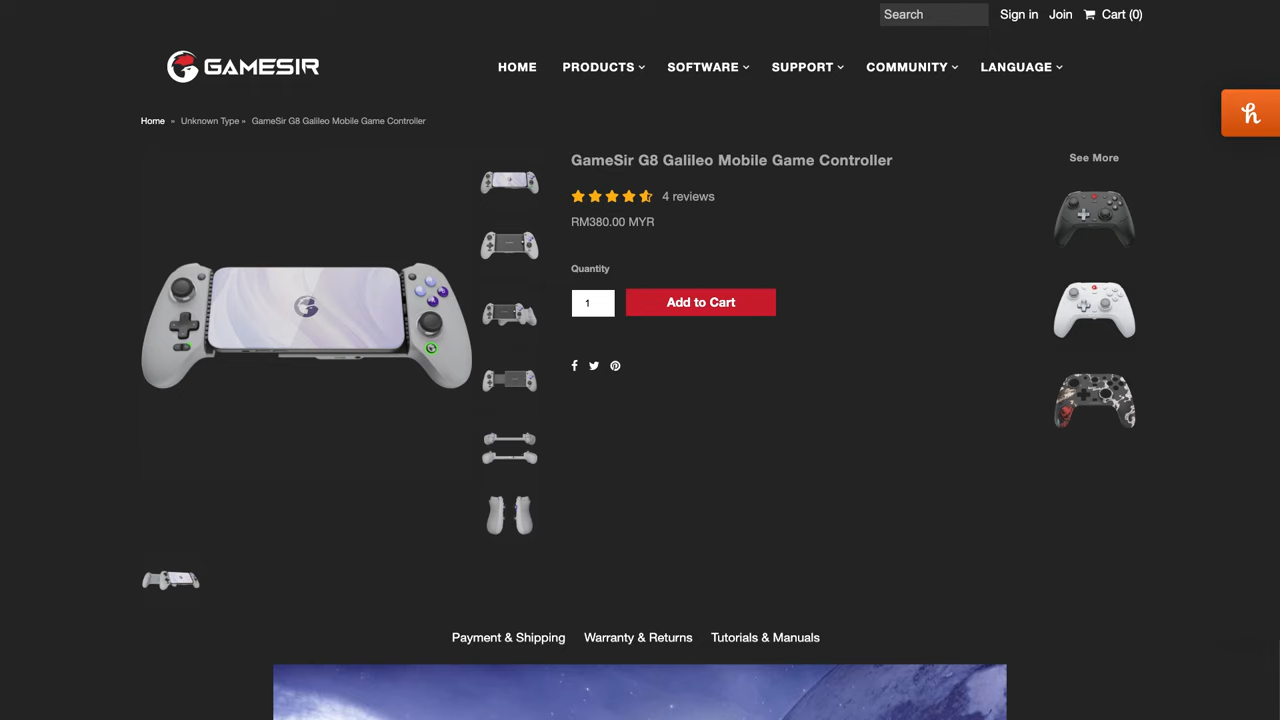 Search
Sign in Join Cart (0)
GAMESIR
HOME PRODUCTS SOFTWARE SUPPORT COMMUNITY LANGUAGE
Home » Unknown Type » GameSir G8 Galileo Mobile Game Controller
GameSir G8 Galileo Mobile Game Controller
4 reviews
RM380.00 MYR
Quantity
1
Add to Cart
See More
Payment & Shipping Warranty & Returns Tutorials & Manuals